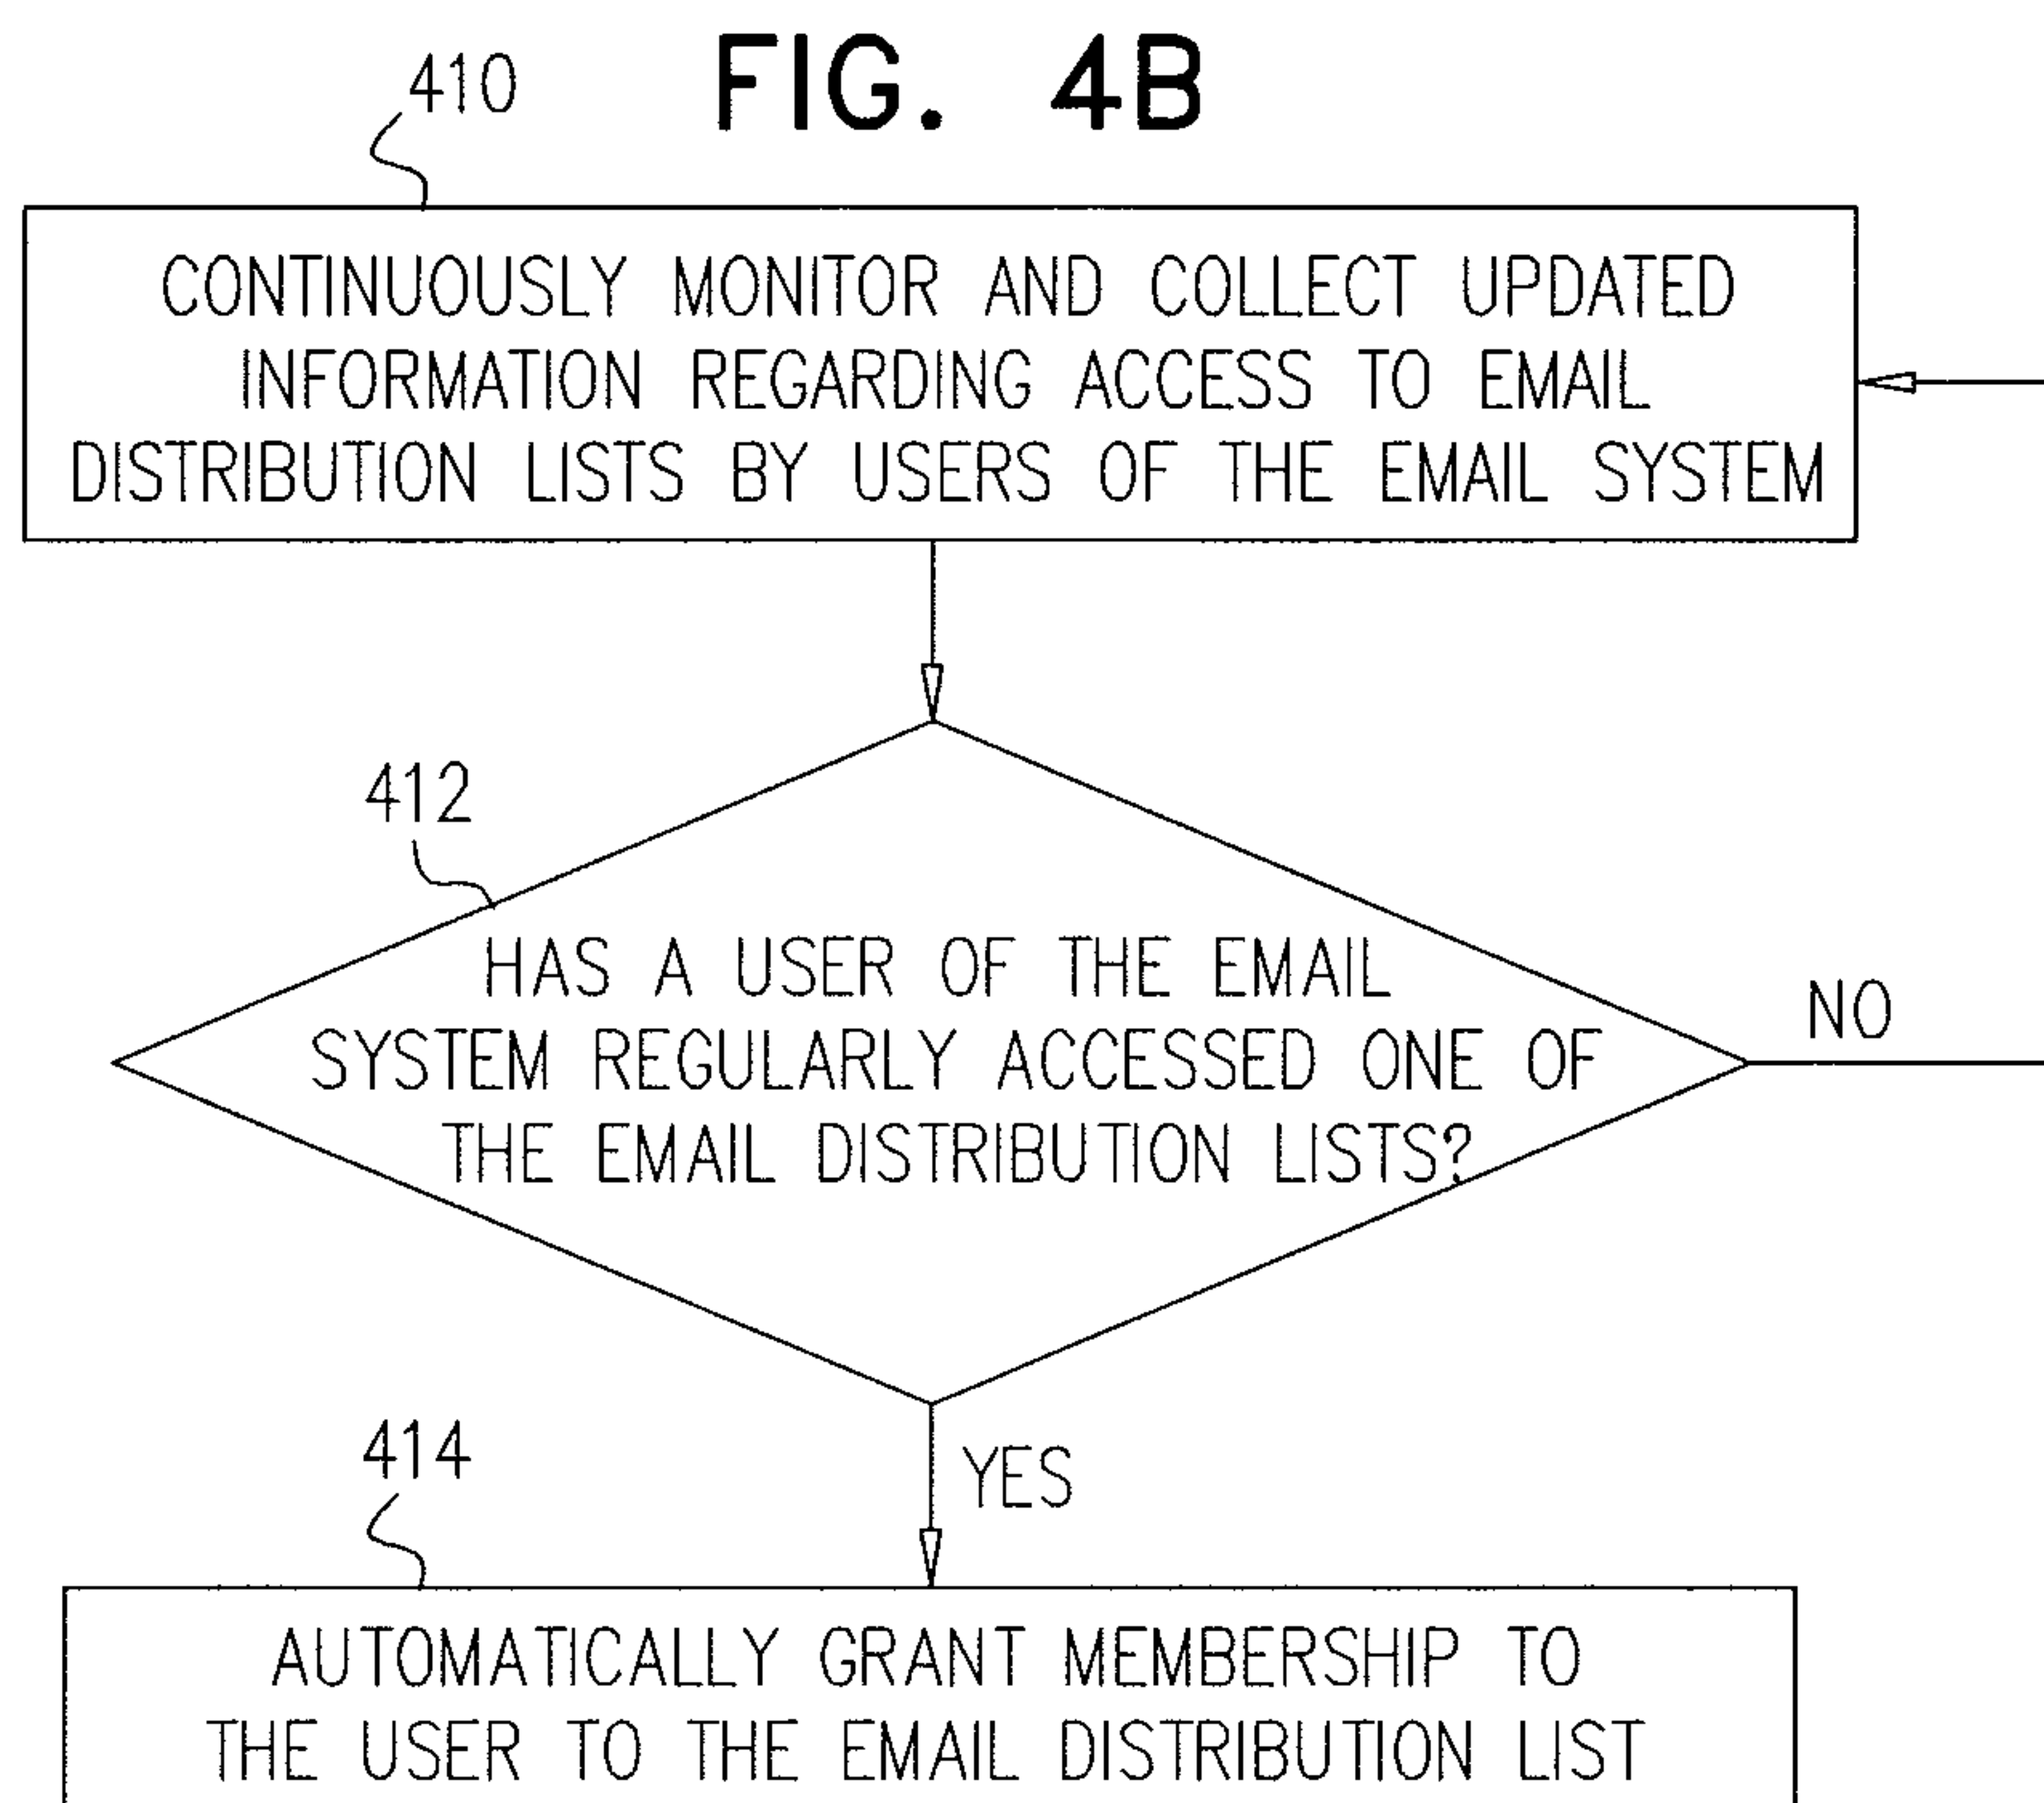 FIG. 4B
410
CONTINUOUSLY MONITOR AND COLLECT UPDATED
INFORMATION REGARDING ACCESS TO EMAIL
DISTRIBUTION LISTS BY USERS OF THE EMAIL SYSTEM
412
HAS A USER OF THE EMAIL
SYSTEM REGULARLY ACCESSED ONE OF
THE EMAIL DISTRIBUTION LISTS?
NO
YES
414
AUTOMATICALLY GRANT MEMBERSHIP TO
THE USER TO THE EMAIL DISTRIBUTION LIST